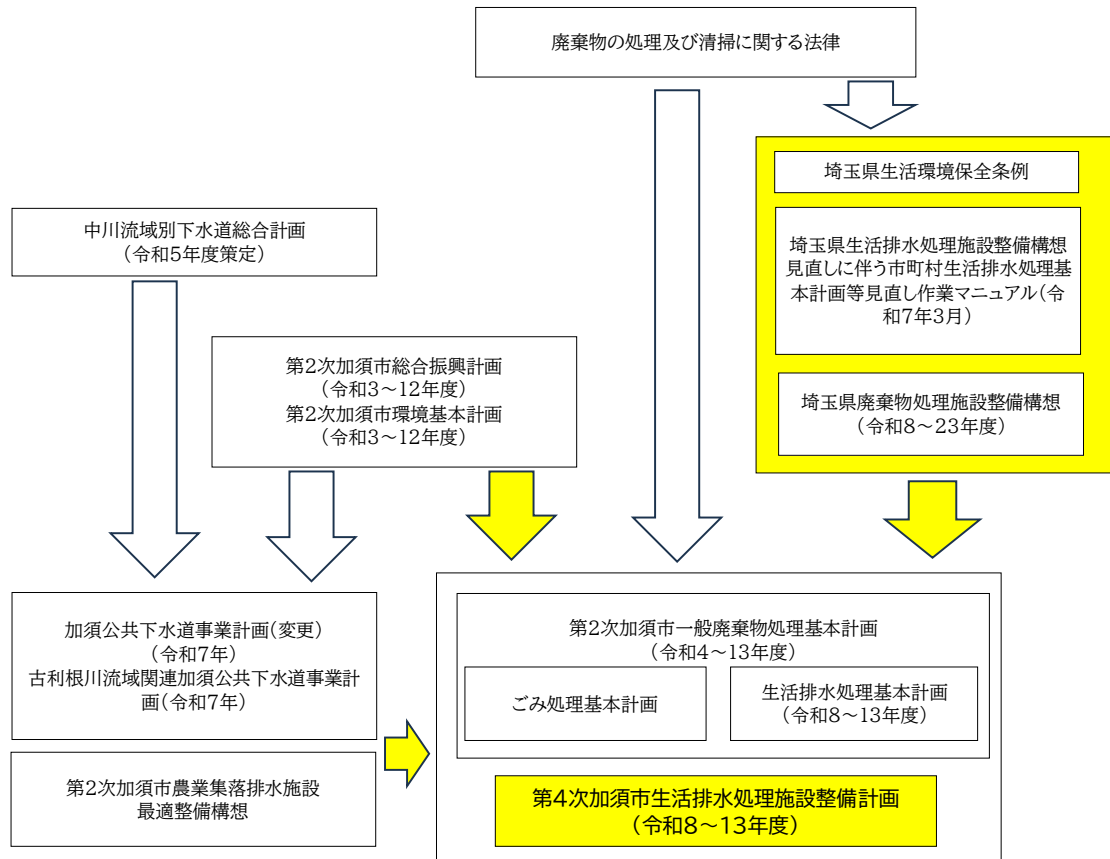 廃棄物の処理及び清掃に関する法律
埼玉県生活環境保全条例
埼玉県生活排水処理施設整備構想
見直しに伴う市町村生活排水処理基
本計画等見直し作業マニュアル(令
和7年3月)
埼玉県廃棄物処理施設整備構想
(令和8～23年度)
中川流域別下水道総合計画
(令和5年度策定)
第2次加須市総合振興計画
(令和3～12年度)
第2次加須市環境基本計画
(令和3～12年度)
加須公共下水道事業計画(変更)
(令和7年)
古利根川流域関連加須公共下水道事業計
画(令和7年)
第2次加須市農業集落排水施設
最適整備構想
第2次加須市一般廃棄物処理基本計画
(令和4～13年度)
ごみ処理基本計画
生活排水処理基本計画
(令和8～13年度)
第4次加須市生活排水処理施設整備計画
(令和8～13年度)